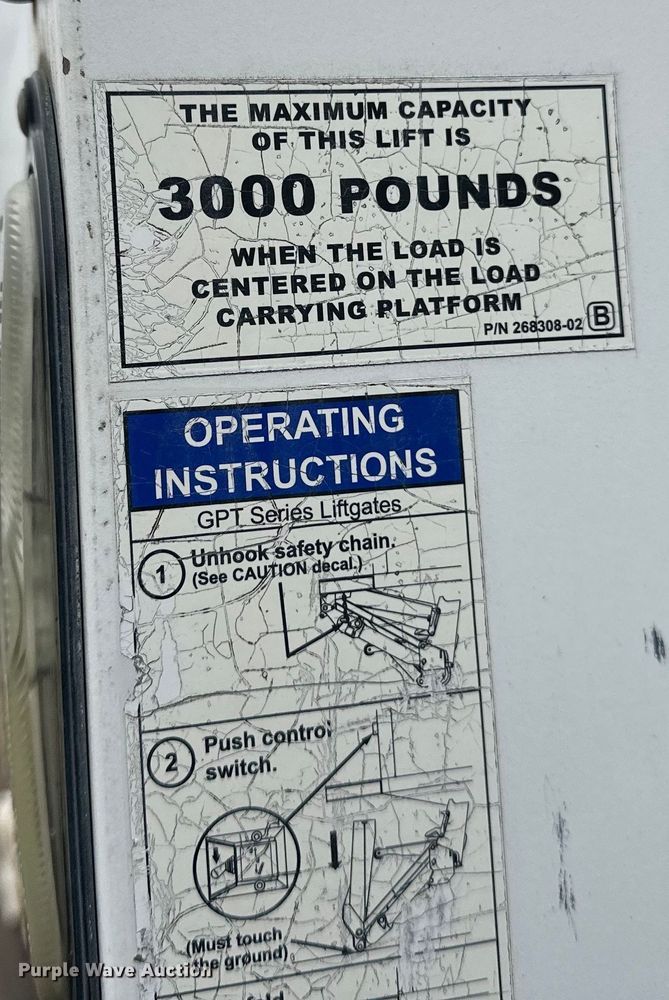 THE MAXIMUM CAPACITY
OF THIS LIFT IS
3000 POUNDS
WHEN THE LOAD IS
CENTERED ON THE LOAD
CARRYING PLATFORM
P/N 268308-02 B
OPERATING
INSTRUCTIONS
GPT Series Liftgates
1 Unhook safety chain.
(See CAUTION decal.)
2 Push control
switch.
(Must touch
the ground)
Purple Wave Auction